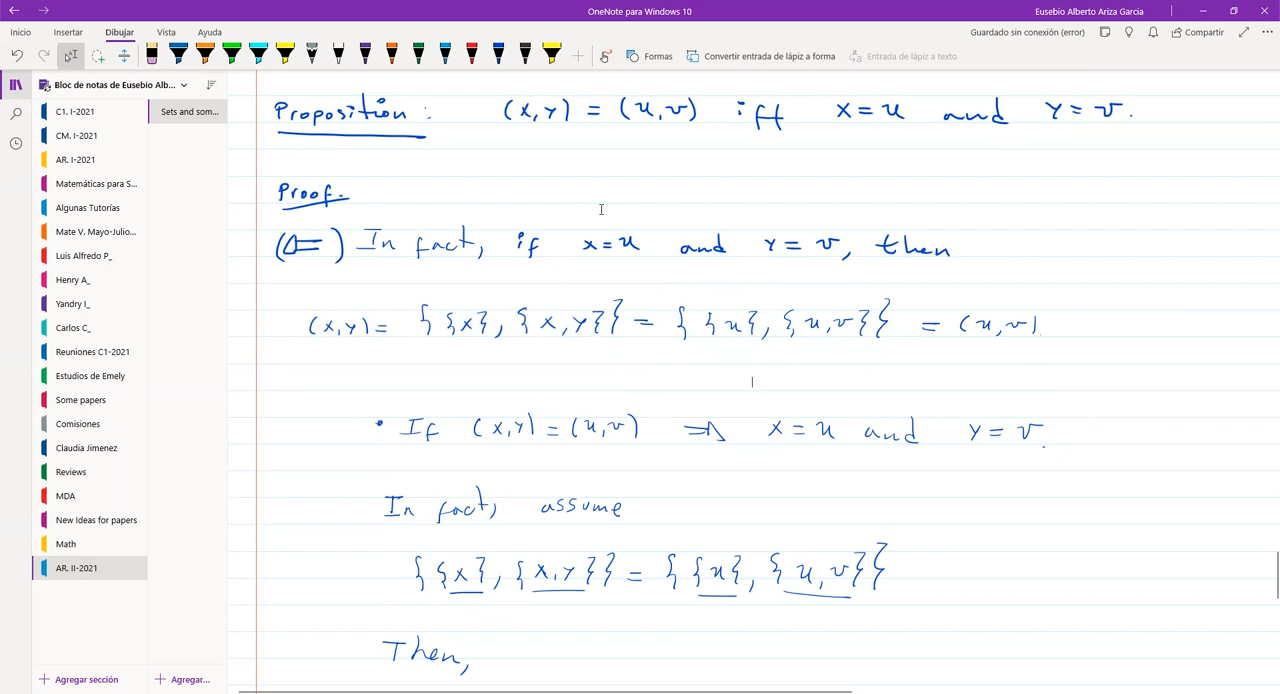 OneNote para Windows 10
Eusebio Alberto Ariza Garcia
Inicio Insertar Dibujar Vista Ayuda
Guardado sin conexión (error) Compartir
Formas Convertir entrada de lápiz a forma Entrada de lápiz a texto
Bloc de notas de Eusebio Alb...
C1. I-2021
CM. I-2021
AR. I-2021
Matemáticas para S...
Algunas Tutorías
Mate V. Mayo-Julio...
Luis Alfredo P_
Henry A_
Yandry I_
Carlos C_
Reuniones C1-2021
Estudios de Emely
Some papers
Comisiones
Claudia Jimenez
Reviews
MDA
New Ideas for papers
Math
AR. II-2021
Agregar sección
Sets and som...
Agregar...
Proposition: (x,y) = (u,v) iff x=u and y=v.
Proof.
(⇐) In fact, if x=u and y=v, then
(x,y)= {{x}, {x,y}} = {{u}, {u,v}} = (u,v).
• If (x,y)=(u,v) ⇒ x=u and y=v.
In fact, assume
{{x}, {x,y}} = {{u}, {u,v}}
Then,